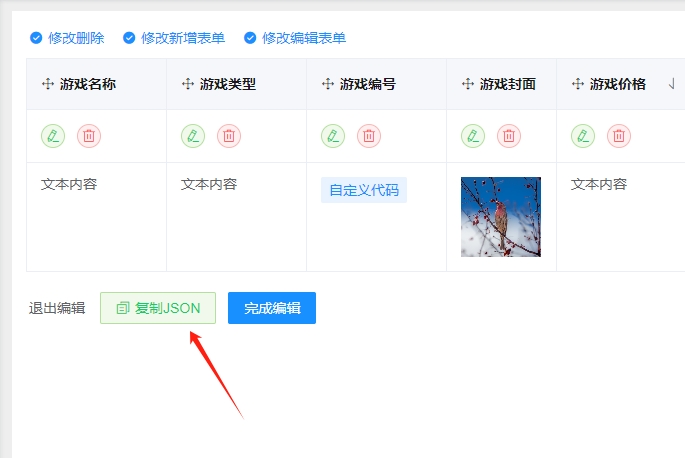 修改删除 修改新增表单 修改编辑表单
游戏名称 游戏类型 游戏编号 游戏封面 游戏价格
文本内容 文本内容 自定义代码 文本内容
退出编辑 复制JSON 完成编辑